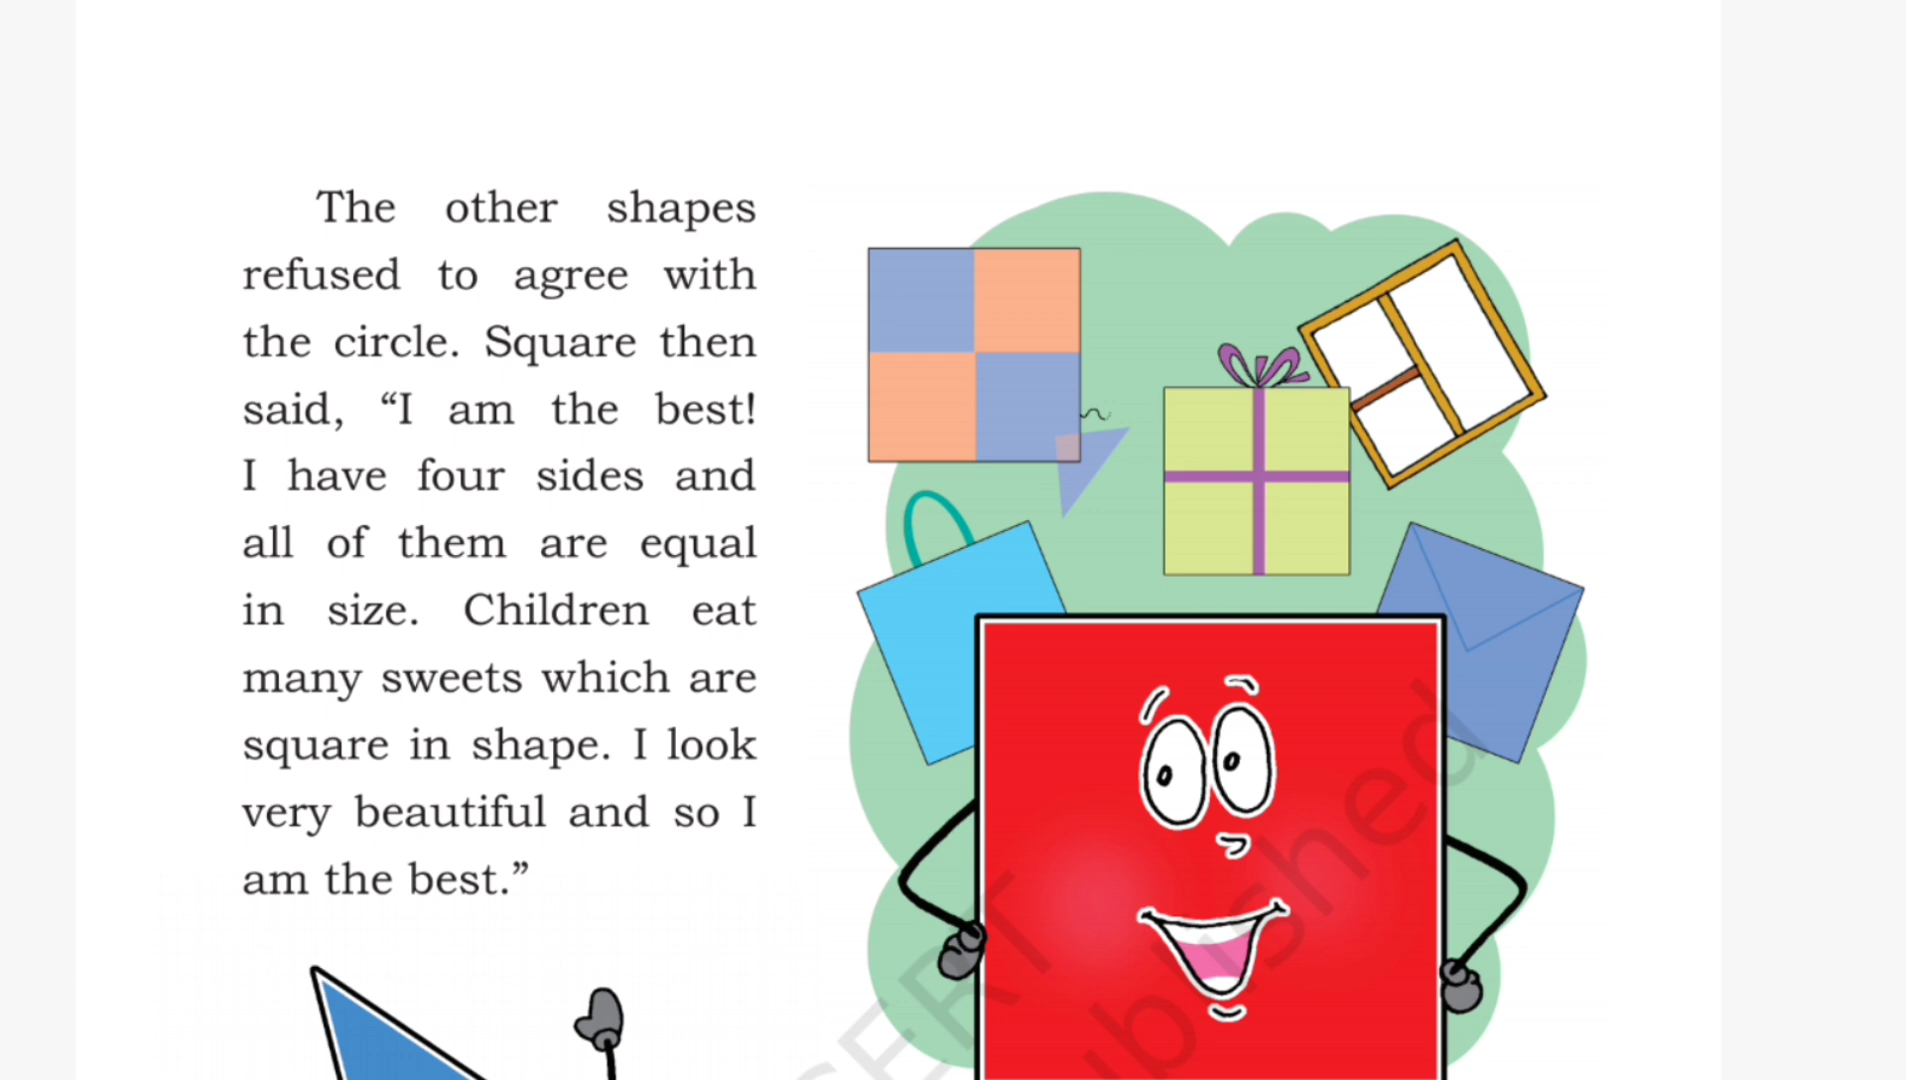 The other shapes
refused to agree with
the circle. Square then
said, “I am the best!
I have four sides and
all of them are equal
in size. Children eat
many sweets which are
square in shape. I look
very beautiful and so I
am the best.”